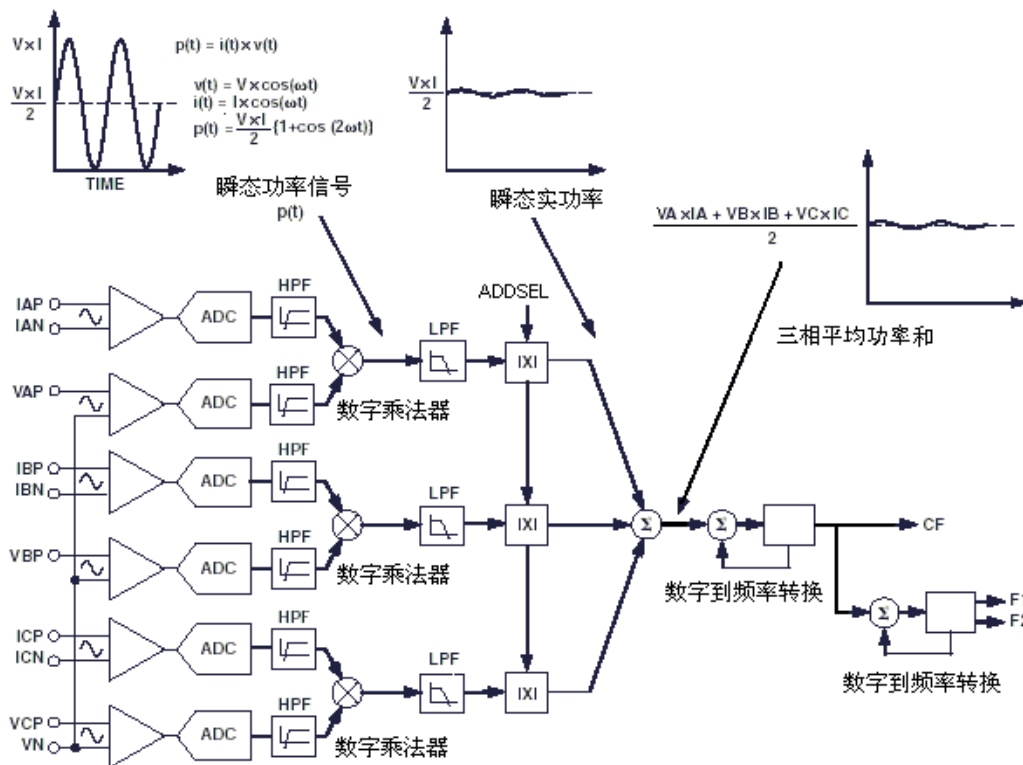 V×I
p(t) = i(t)×v(t)
V×I
2
v(t) = V×cos(ωt)
i(t) = I×cos(ωt)
p(t) = V×I
2
{1+cos (2ωt)}
TIME
V×I
2
瞬态功率信号
p(t)
瞬态实功率
VA×IA + VB×IB + VC×IC
2
三相平均功率和
IAP
IAN
ADC
HPF
ADDSEL
LPF
|X|
VAP
ADC
HPF
数字乘法器
IBP
IBN
ADC
HPF
LPF
|X|
Σ
Σ
CF
VBP
ADC
HPF
数字乘法器
数字到频率转换
Σ
F1
F2
数字到频率转换
ICP
ICN
ADC
HPF
LPF
|X|
VCP
VN
ADC
HPF
数字乘法器